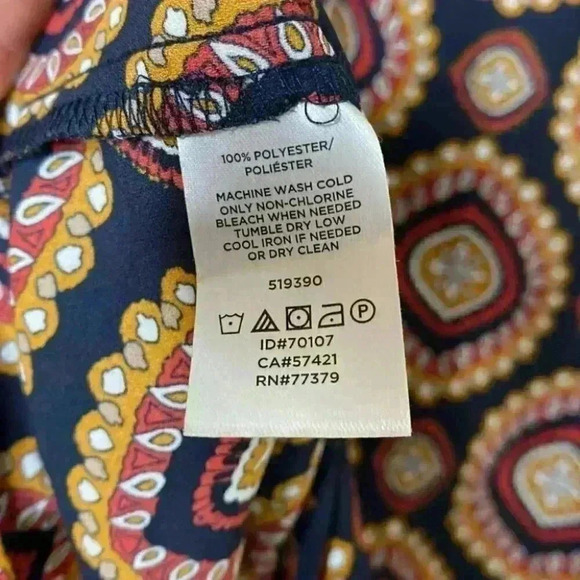 100% POLYESTER/
POLIÉSTER
MACHINE WASH COLD
ONLY NON-CHLORINE
BLEACH WHEN NEEDED
TUMBLE DRY LOW
COOL IRON IF NEEDED
OR DRY CLEAN
519390
P
ID#70107
CA#57421
RN#77379